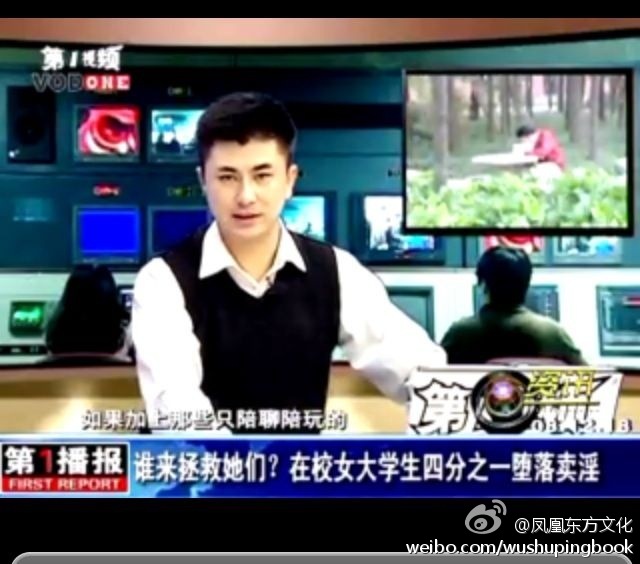 第1视频
VODONE
如果加上那些只陪聊陪玩的
第1播报
FIRST REPORT
谁来拯救她们？在校女大学生四分之一堕落卖淫
@凤凰东方文化
weibo.com/wushupingbook